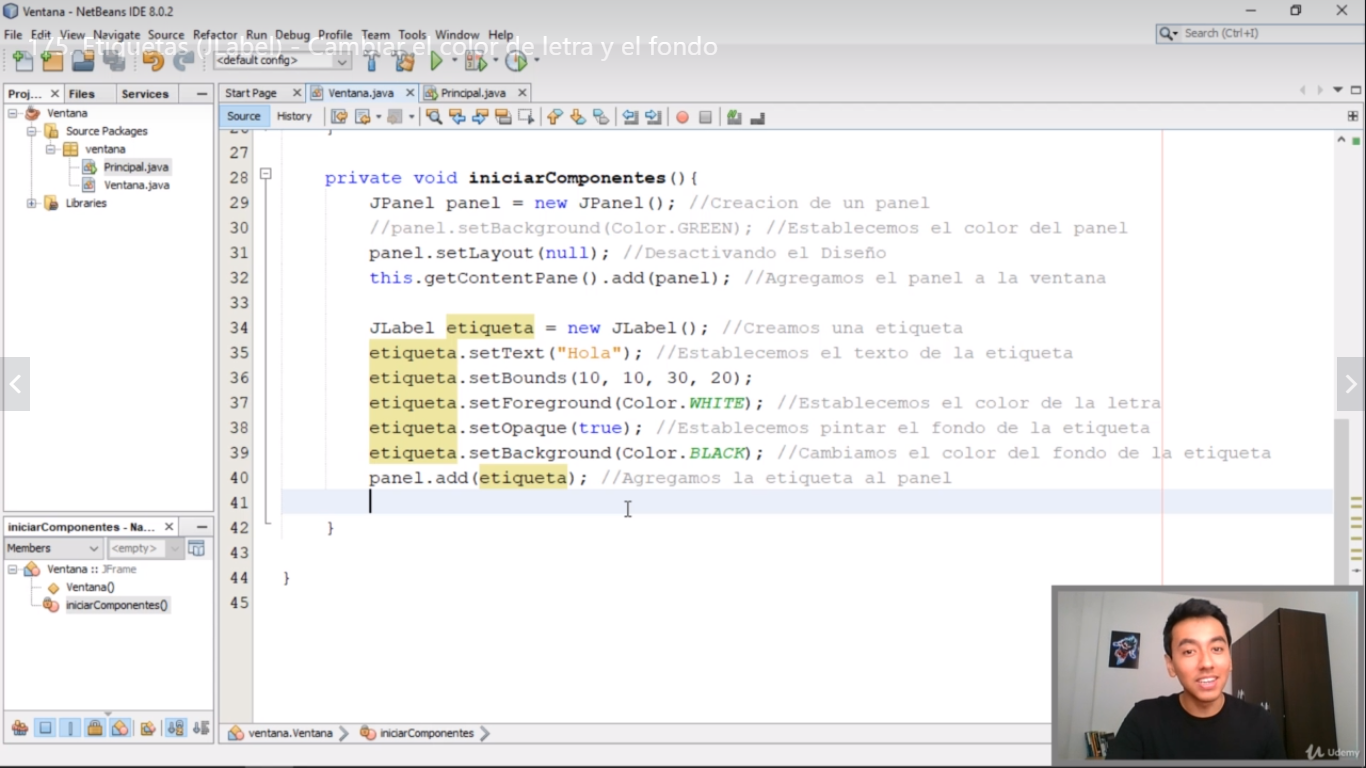 Ventana - NetBeans IDE 8.0.2
File Edit View Navigate Source Refactor Run Debug Profile Team Tools Window Help
Search (Ctrl+I)
175. Etiquetas (JLabel) - Cambiar el color de letra y el fondo
<default config>
Proj... Files Services
Start Page Ventana.java Principal.java
Ventana
Source Packages
ventana
Principal.java
Ventana.java
Libraries
Source History
26 }
27
28 private void iniciarComponentes(){
29 JPanel panel = new JPanel(); //Creacion de un panel
30 //panel.setBackground(Color.GREEN); //Establecemos el color del panel
31 panel.setLayout(null); //Desactivando el Diseño
32 this.getContentPane().add(panel); //Agregamos el panel a la ventana
33
34 JLabel etiqueta = new JLabel(); //Creamos una etiqueta
35 etiqueta.setText("Hola"); //Establecemos el texto de la etiqueta
36 etiqueta.setBounds(10, 10, 30, 20);
37 etiqueta.setForeground(Color.WHITE); //Establecemos el color de la letra
38 etiqueta.setOpaque(true); //Establecemos pintar el fondo de la etiqueta
39 etiqueta.setBackground(Color.BLACK); //Cambiamos el color del fondo de la etiqueta
40 panel.add(etiqueta); //Agregamos la etiqueta al panel
41
42 }
43
44 }
45
iniciarComponentes - Na...
Members <empty>
Ventana :: JFrame
Ventana()
iniciarComponentes()
ventana.Ventana iniciarComponentes
Udemy